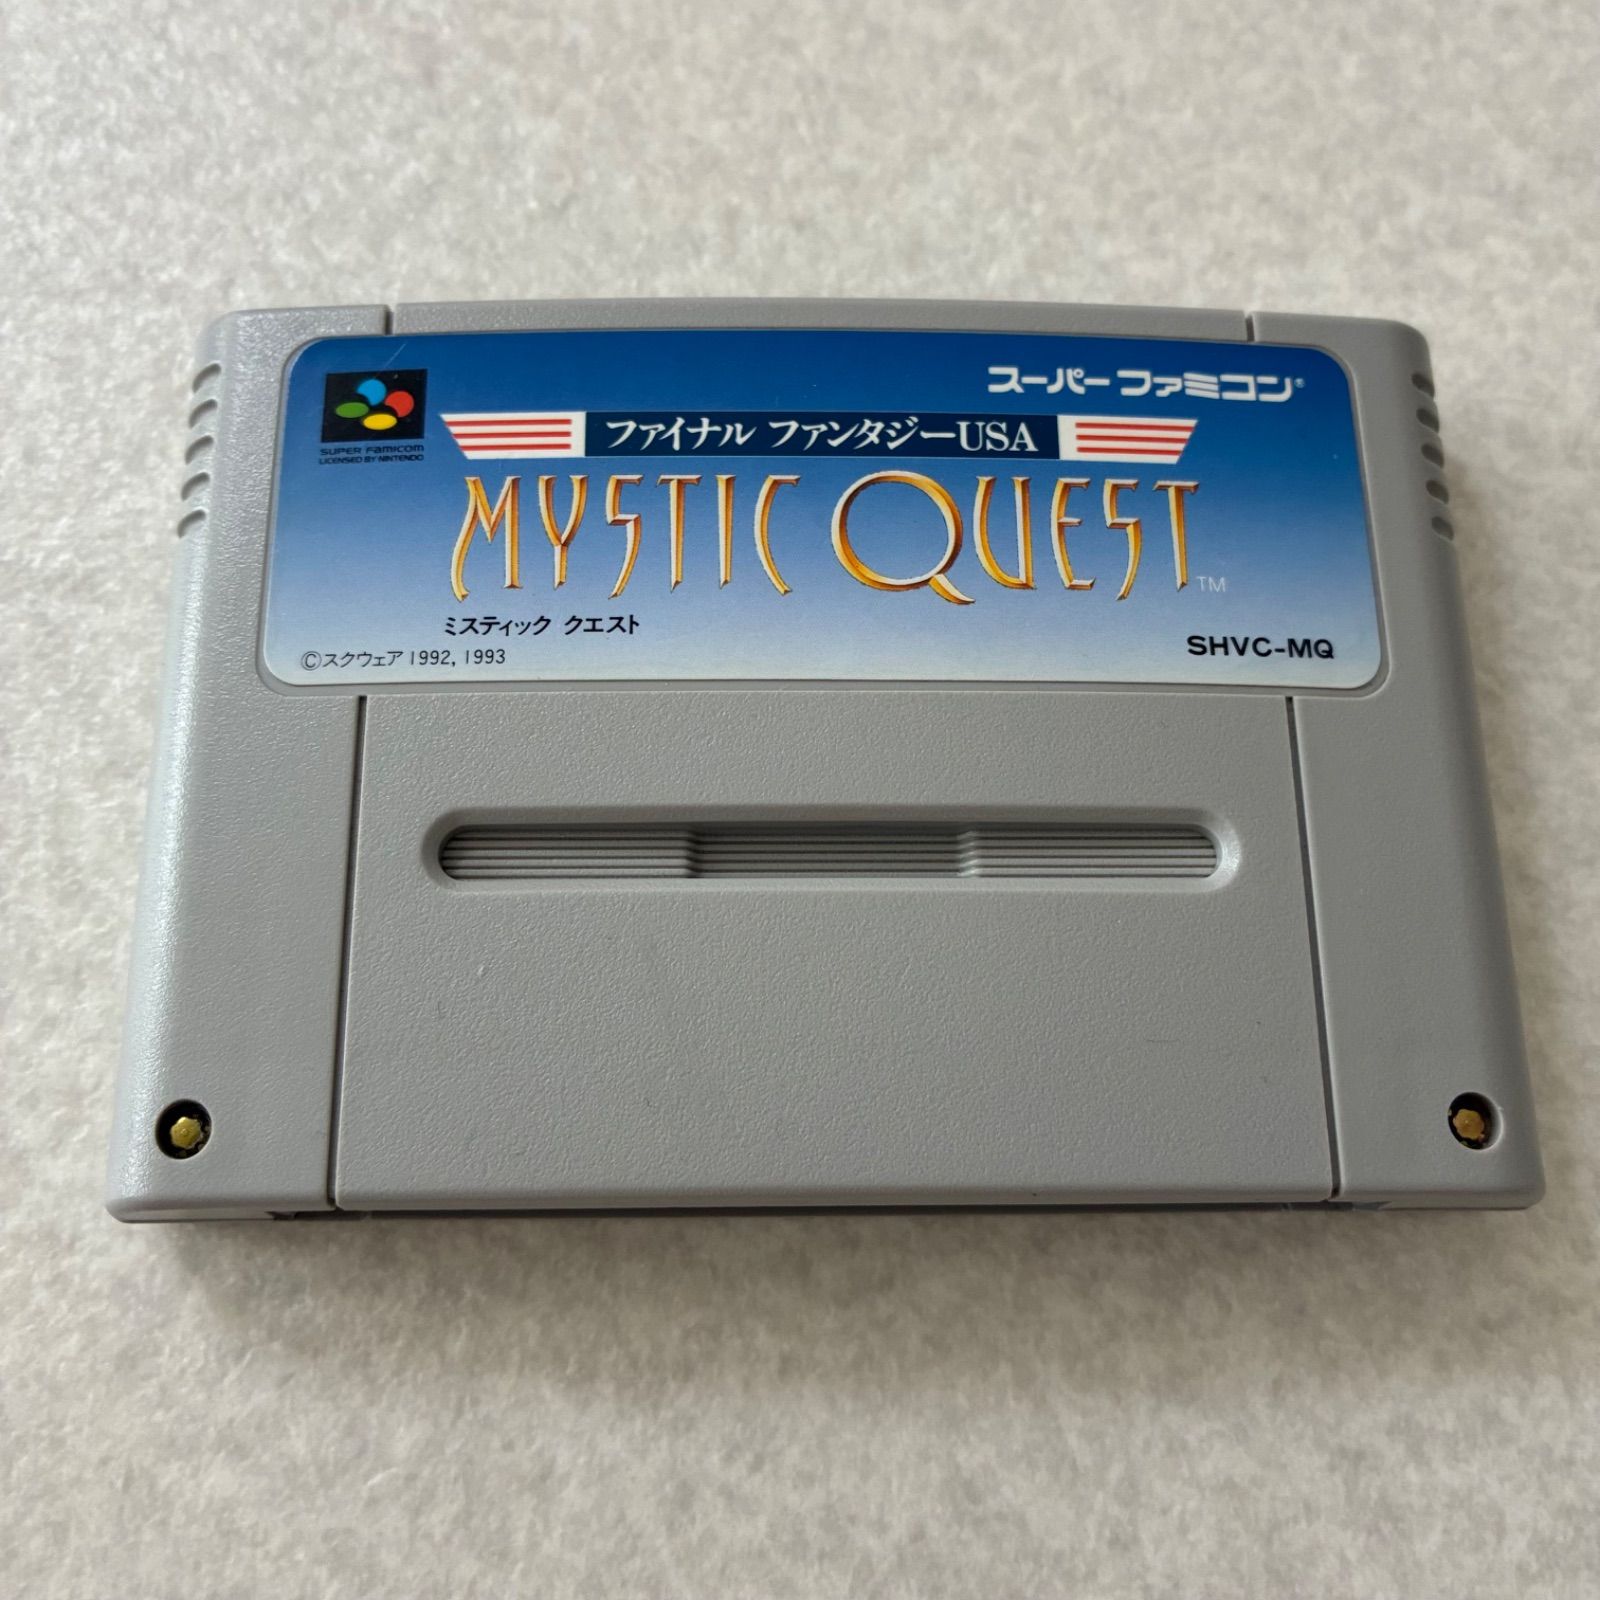 スーパーファミコン®
SUPER FAMICOM
LICENSED BY NINTENDO
ファイナル ファンタジーUSA
MYSTIC QUEST™
ミスティック クエスト
©スクウェア 1992, 1993
SHVC-MQ